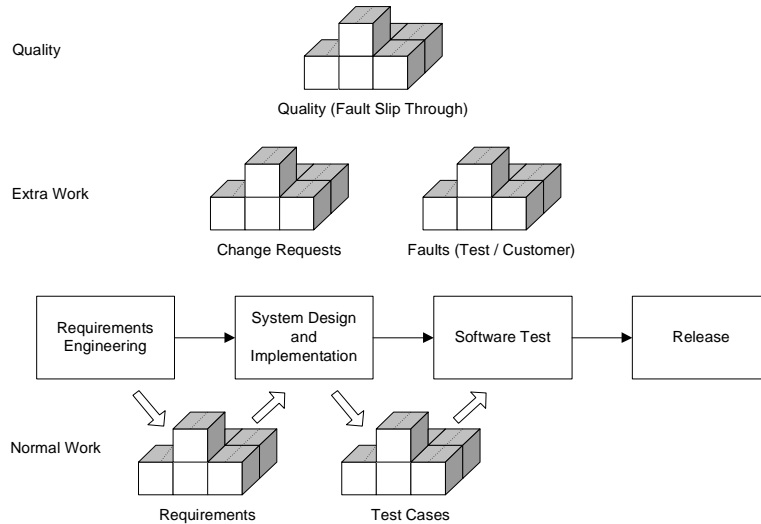 Quality
Quality (Fault Slip Through)
Extra Work
Change Requests
Faults (Test / Customer)
Requirements
Engineering
System Design
and
Implementation
Software Test
Release
Normal Work
Requirements
Test Cases